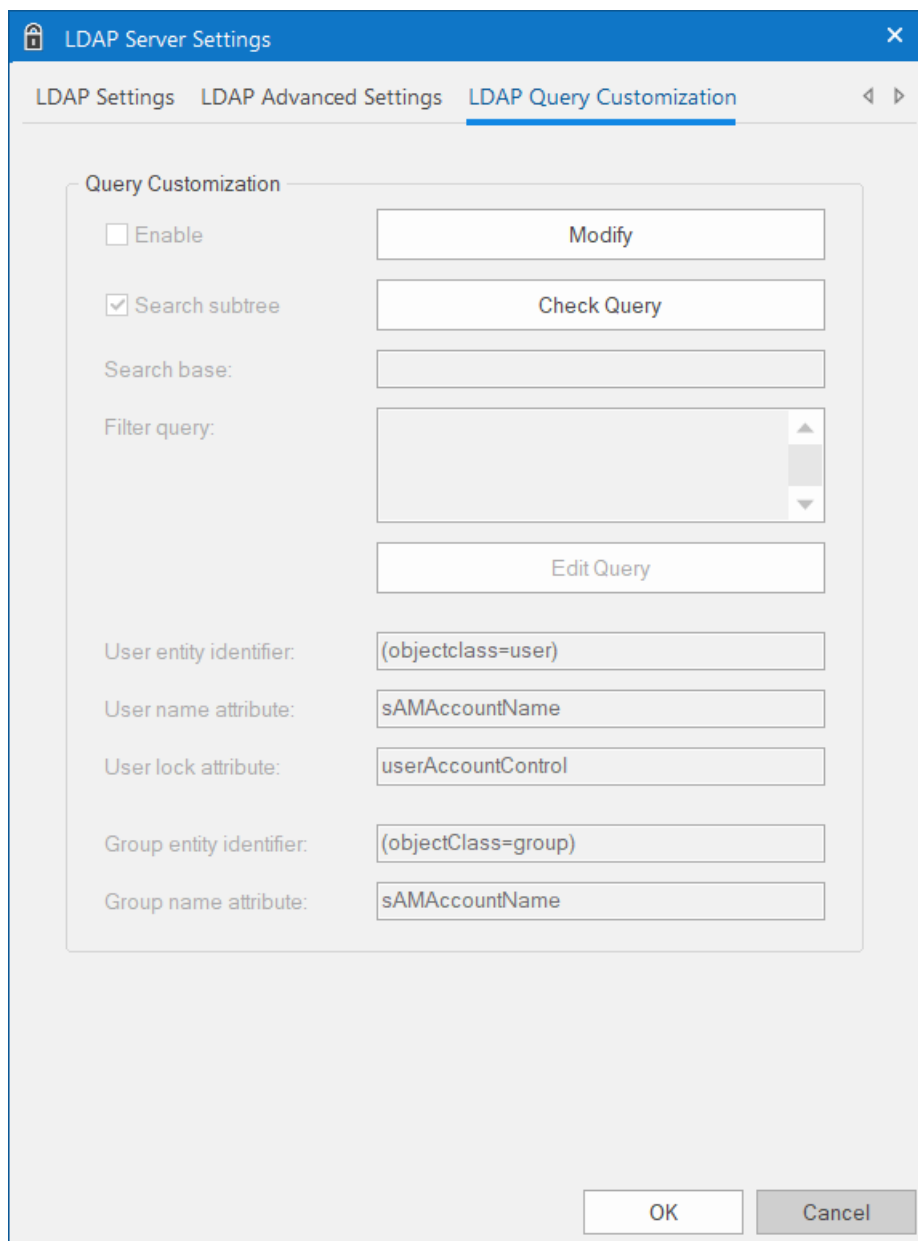 LDAP Server Settings
LDAP Settings LDAP Advanced Settings LDAP Query Customization
Query Customization
Enable Modify
Search subtree Check Query
Search base:
Filter query:
Edit Query
User entity identifier: (objectclass=user)
User name attribute: sAMAccountName
User lock attribute: userAccountControl
Group entity identifier: (objectClass=group)
Group name attribute: sAMAccountName
OK Cancel